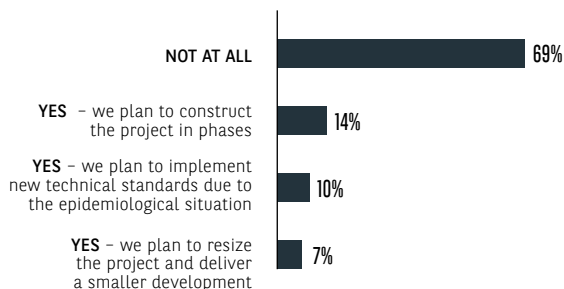 NOT AT ALL
69%
YES – we plan to construct
the project in phases
14%
YES – we plan to implement
new technical standards due to
the epidemiological situation
10%
YES – we plan to resize
the project and deliver
a smaller development
7%